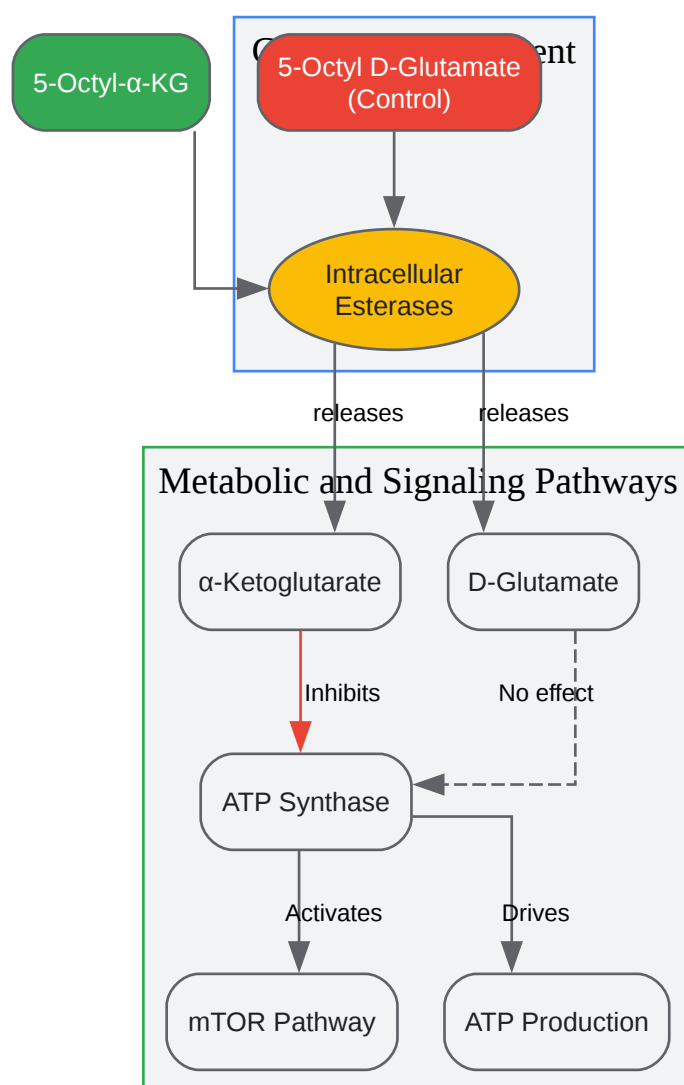 5-Octyl-α-KG
5-Octyl D-Glutamate
(Control)
Intracellular
Esterases
releases
releases
Metabolic and Signaling Pathways
α-Ketoglutarate
D-Glutamate
Inhibits
No effect
ATP Synthase
Activates
Drives
mTOR Pathway
ATP Production